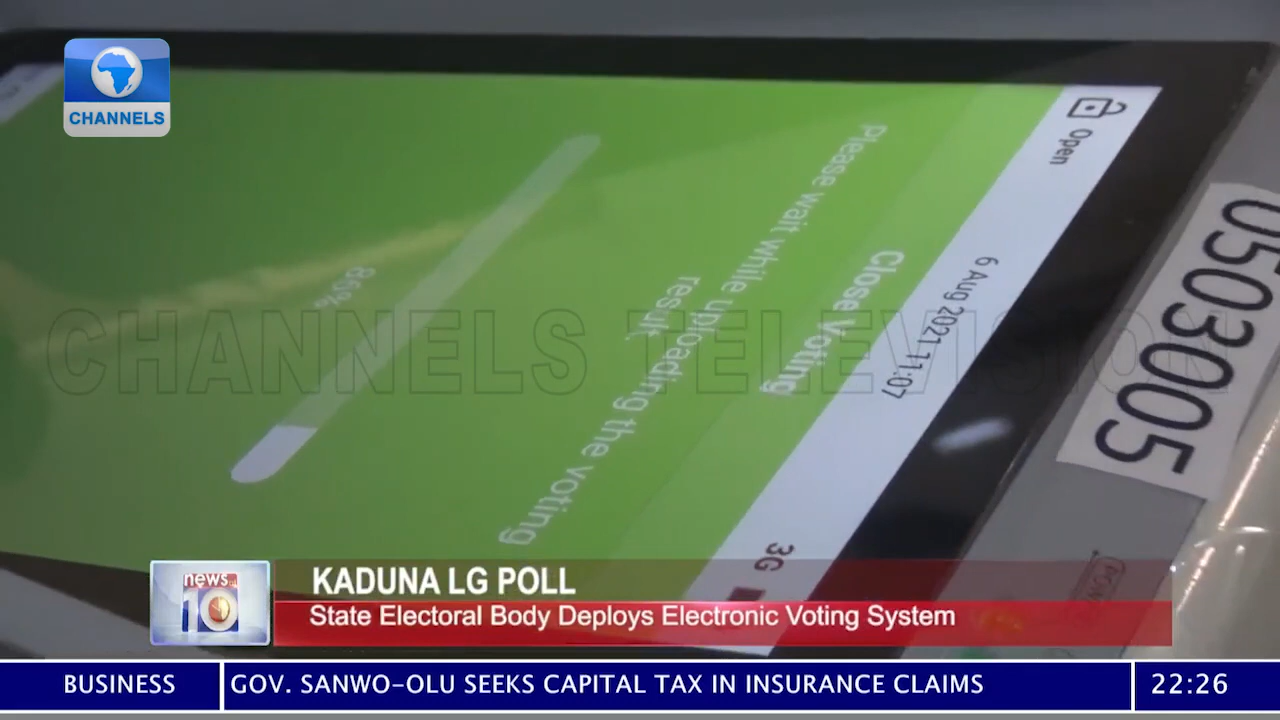 CHANNELS
Open
6 Aug 2021 11:07
3G
Close Voting
Please wait while uploading the voting
result.
86%
0503005
CHANNELS TELEVISION
news
10
KADUNA LG POLL
State Electoral Body Deploys Electronic Voting System
BUSINESS
GOV. SANWO-OLU SEEKS CAPITAL TAX IN INSURANCE CLAIMS
22:26